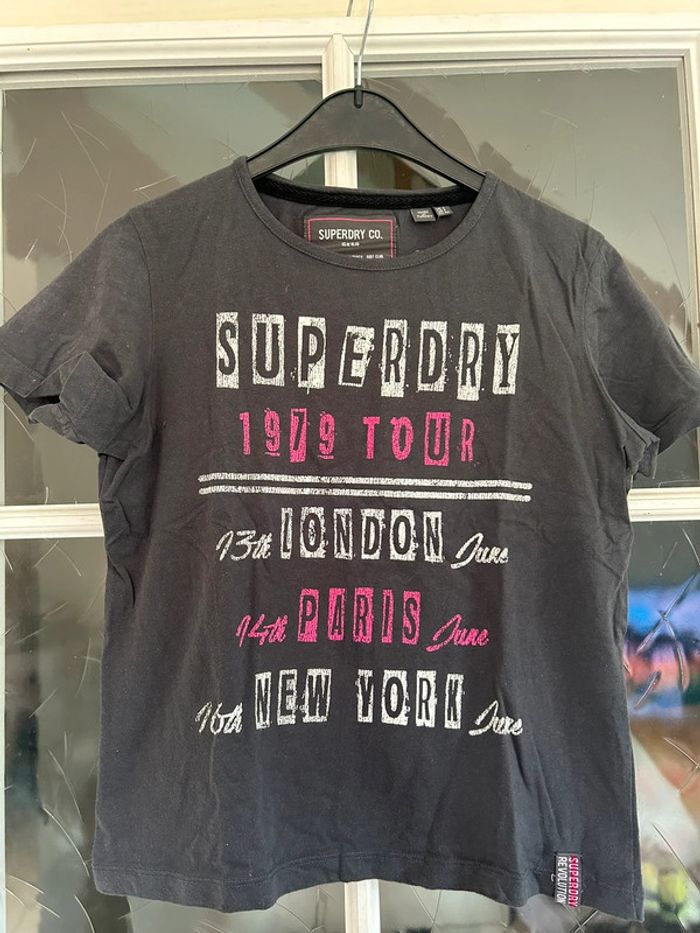 SUPERDRY CO.
SUPERDRY
1979 TOUR
13th LONDON June
14th PARIS June
16th NEW YORK June
SUPERDRY
REVOLUTION